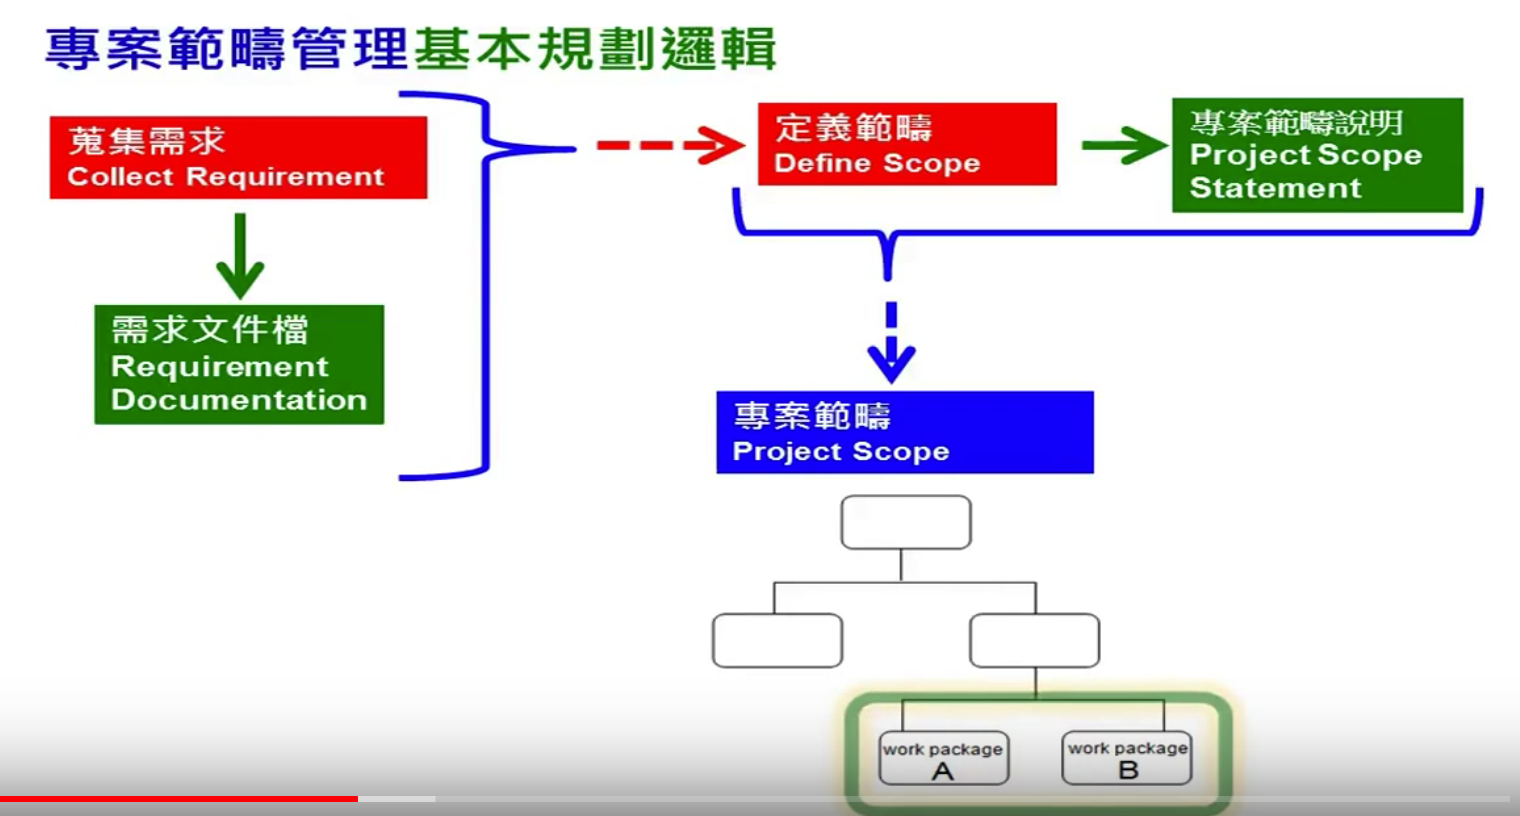 專案範疇管理基本規劃邏輯
蒐集需求
Collect Requirement
需求文件檔
Requirement
Documentation
定義範疇
Define Scope
專案範疇說明
Project Scope
Statement
專案範疇
Project Scope
work package
A
work package
B